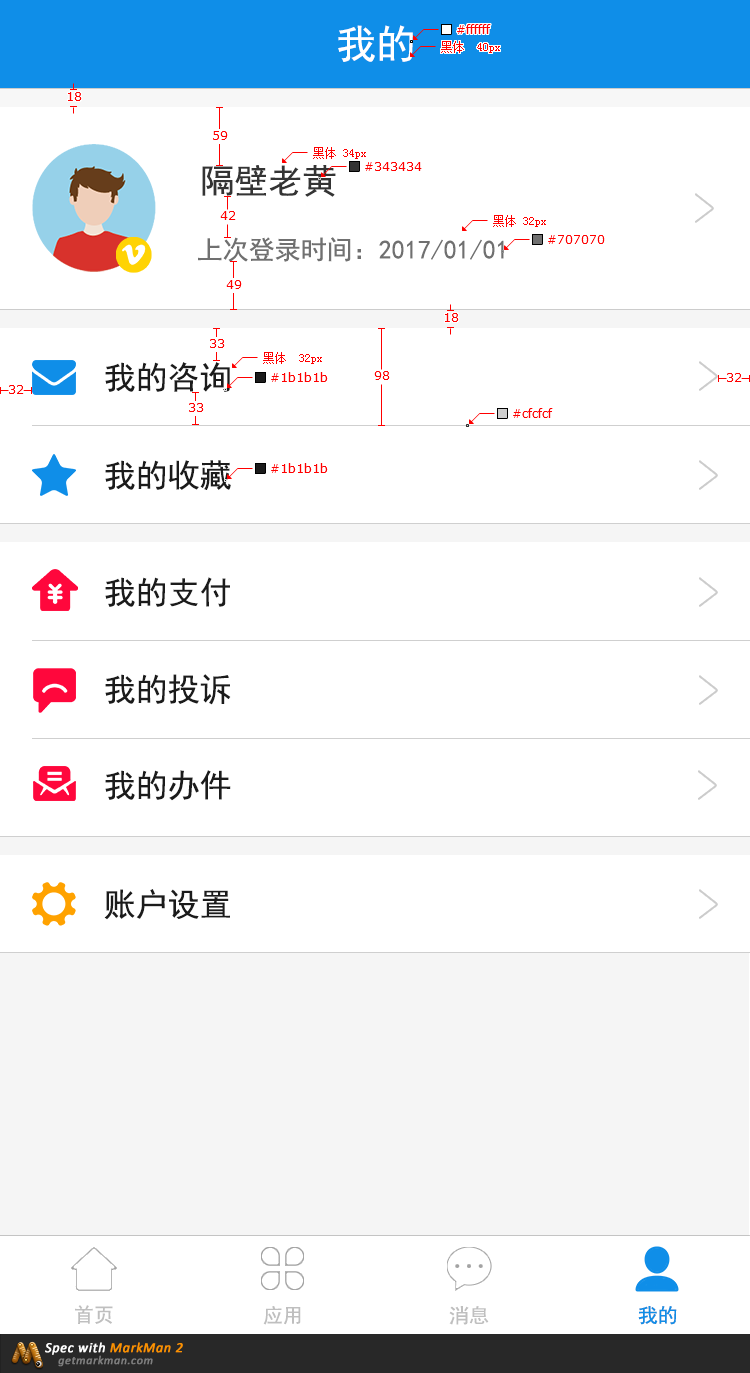 我的
#ffffff
黑体 40px
18
59
黑体 34px
隔壁老黄
#343434
42
黑体 32px
上次登录时间：2017/01/01
#707070
49
18
33
黑体 32px
我的咨询
#1b1b1b
98
32
32
33
#cfcfcf
我的收藏
#1b1b1b
我的支付
我的投诉
我的办件
账户设置
首页
应用
消息
我的
Spec with MarkMan 2
getmarkman.com